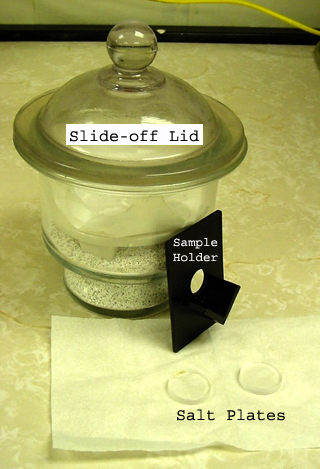 Slide-off Lid
Sample
Holder
Salt Plates